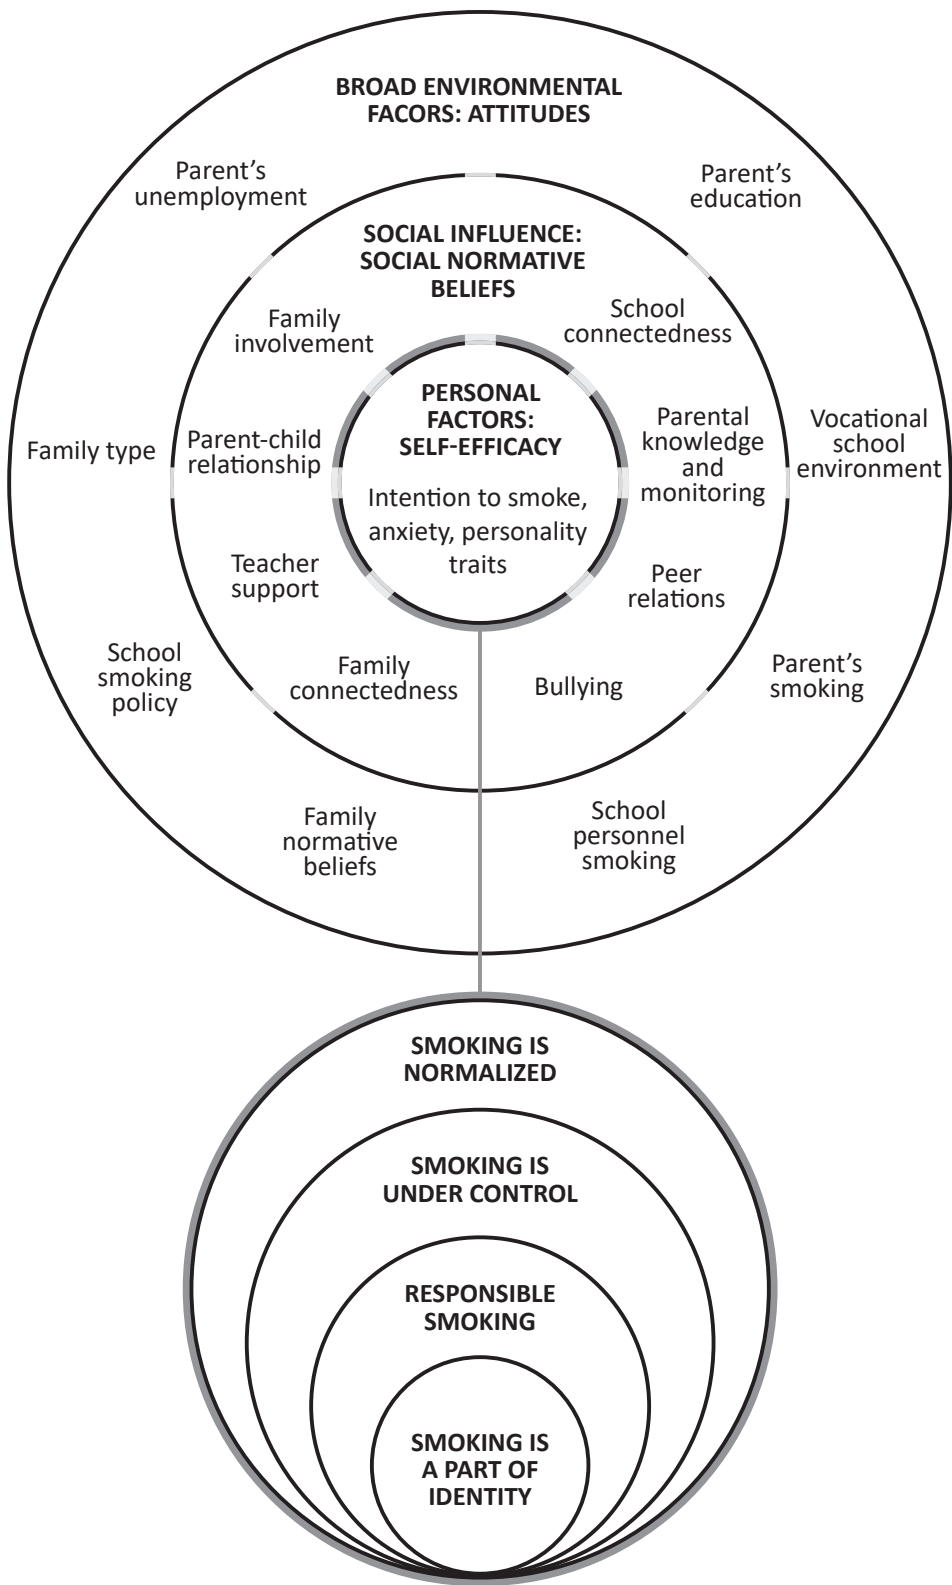 BROAD ENVIRONMENTAL
FACORS: ATTITUDES
Parent’s
unemployment
Parent’s
education
SOCIAL INFLUENCE:
SOCIAL NORMATIVE
BELIEFS
Family
involvement
School
connectedness
PERSONAL
FACTORS:
SELF-EFFICACY
Intention to smoke,
anxiety, personality
traits
Family type
Parent-child
relationship
Parental
knowledge
and
monitoring
Vocational
school
environment
Teacher
support
Peer
relations
School
smoking
policy
Family
connectedness
Bullying
Parent’s
smoking
Family
normative
beliefs
School
personnel
smoking
SMOKING IS
NORMALIZED
SMOKING IS
UNDER CONTROL
RESPONSIBLE
SMOKING
SMOKING IS
A PART OF
IDENTITY